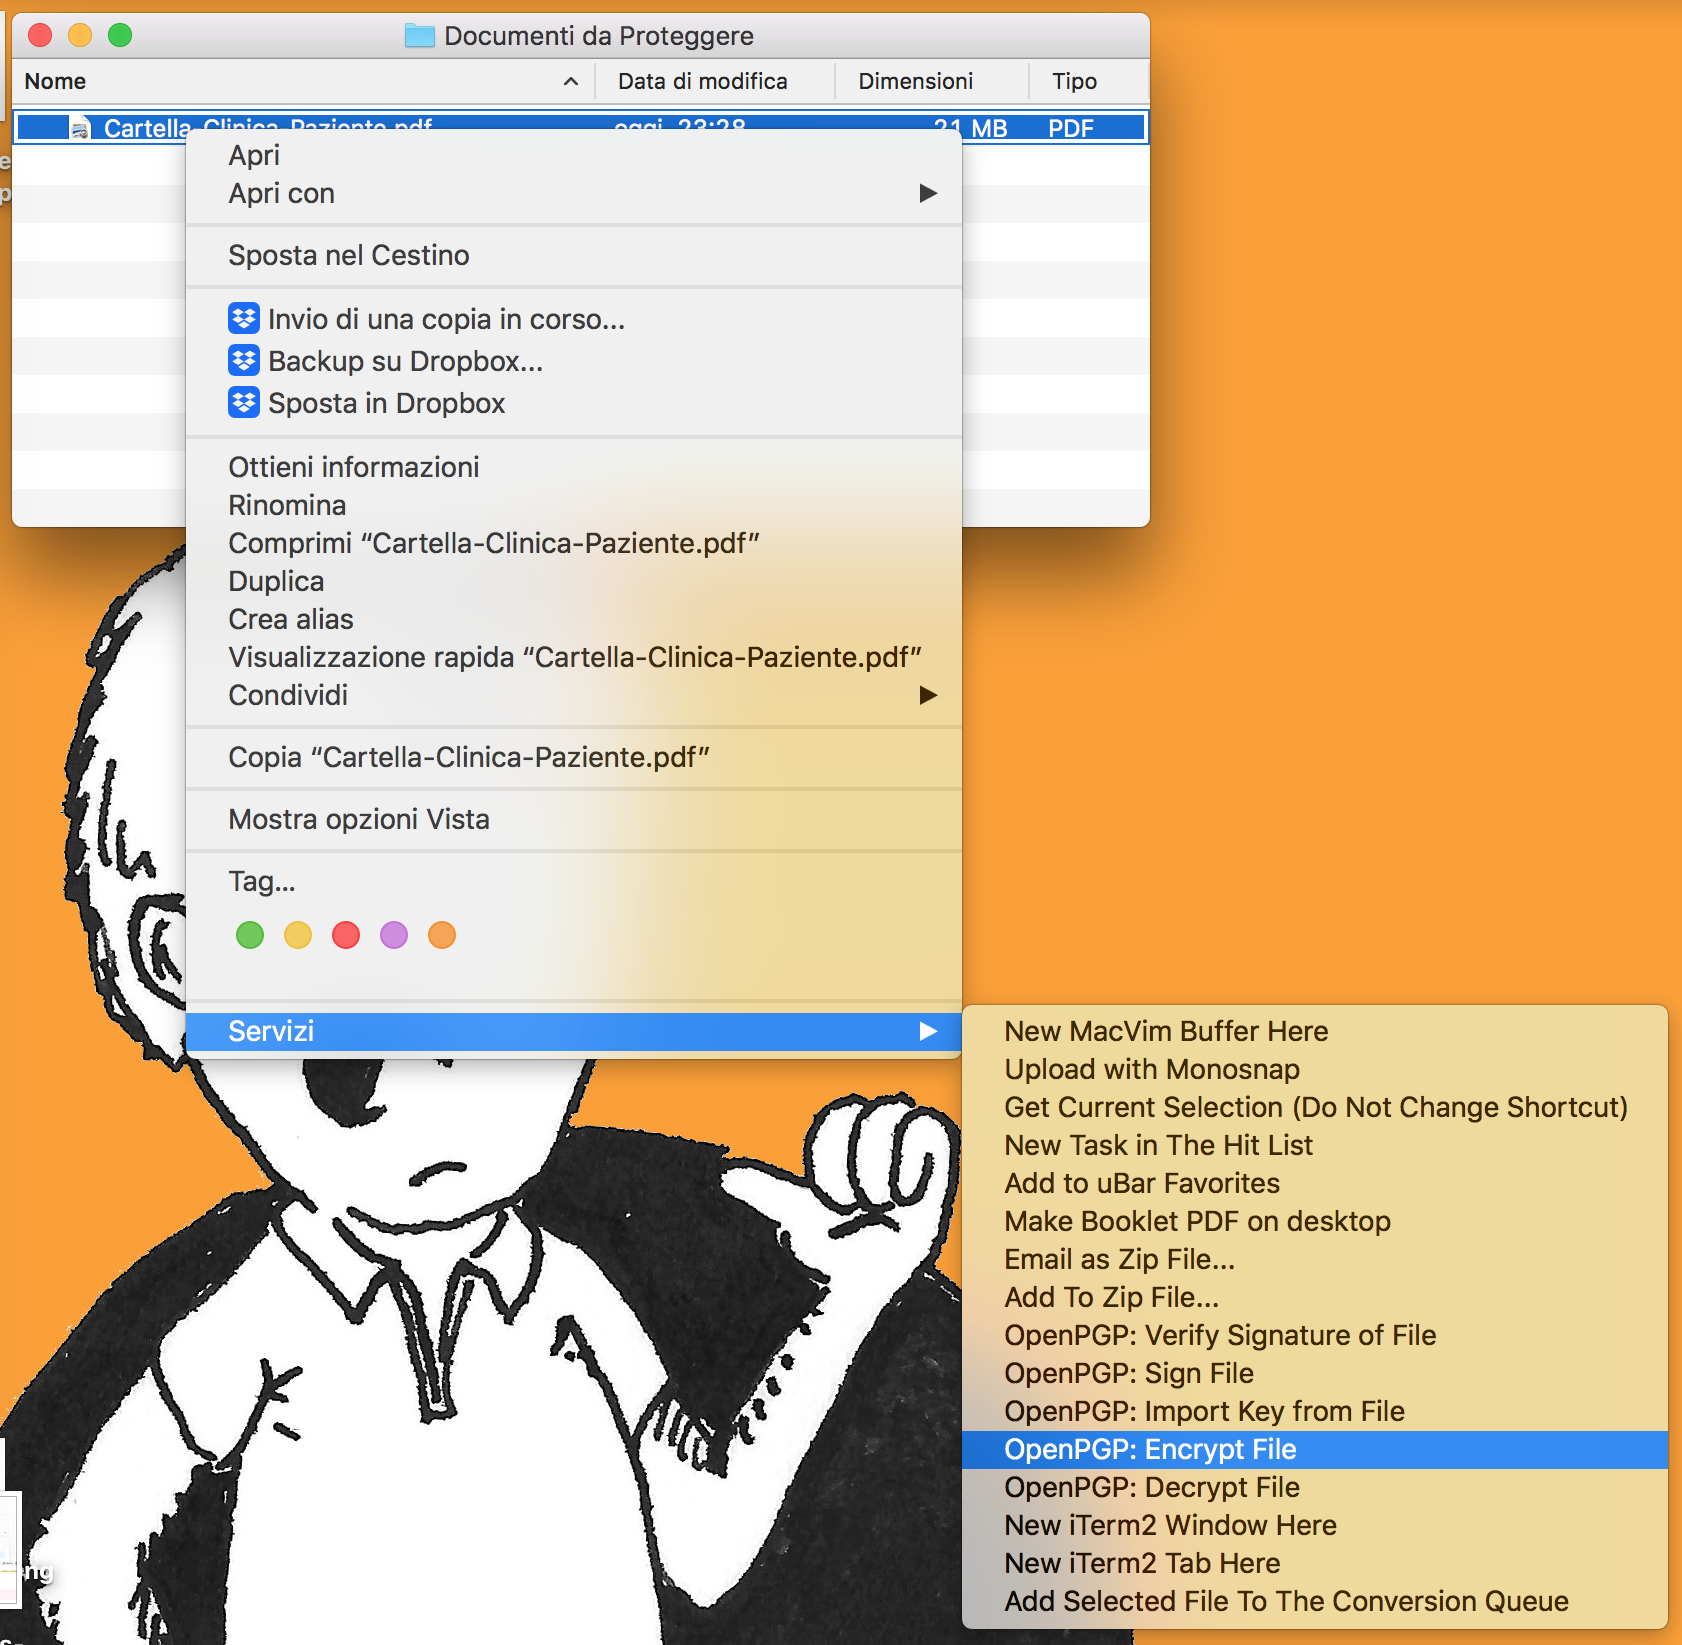 Documenti da Proteggere
Nome Data di modifica Dimensioni Tipo
Cartella-Clinica-Paziente.pdf oggi, 23:28 21 MB PDF
Apri
Apri con
Sposta nel Cestino
Invio di una copia in corso...
Backup su Dropbox...
Sposta in Dropbox
Ottieni informazioni
Rinomina
Comprimi “Cartella-Clinica-Paziente.pdf”
Duplica
Crea alias
Visualizzazione rapida “Cartella-Clinica-Paziente.pdf”
Condividi
Copia “Cartella-Clinica-Paziente.pdf”
Mostra opzioni Vista
Tag...
Servizi
New MacVim Buffer Here
Upload with Monosnap
Get Current Selection (Do Not Change Shortcut)
New Task in The Hit List
Add to uBar Favorites
Make Booklet PDF on desktop
Email as Zip File...
Add To Zip File...
OpenPGP: Verify Signature of File
OpenPGP: Sign File
OpenPGP: Import Key from File
OpenPGP: Encrypt File
OpenPGP: Decrypt File
New iTerm2 Window Here
New iTerm2 Tab Here
Add Selected File To The Conversion Queue